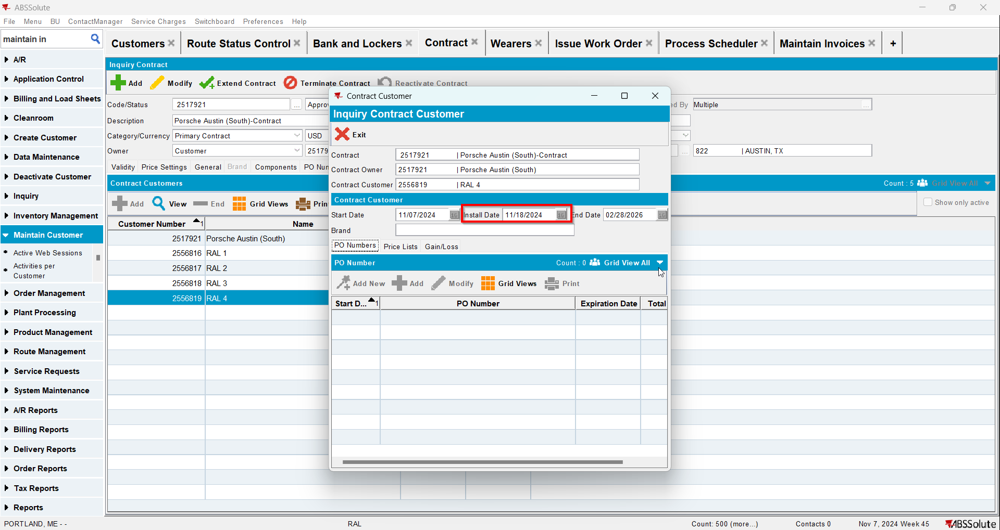 ABSSolute
File Menu BU ContactManager Service Charges Switchboard Preferences Help
maintain in
Customers Route Status Control Bank and Lockers Contract Wearers Issue Work Order Process Scheduler Maintain Invoices +
A/R
Application Control
Billing and Load Sheets
Cleanroom
Create Customer
Data Maintenance
Deactivate Customer
Inquiry
Inventory Management
Maintain Customer
Active Web Sessions
Activities per
Customer
Order Management
Plant Processing
Product Management
Route Management
Service Requests
System Maintenance
A/R Reports
Billing Reports
Delivery Reports
Order Reports
Tax Reports
Reports
Inquiry Contract
Add Modify Extend Contract Terminate Contract Reactivate Contract
Code/Status 2517921 ... Approv ed By Multiple ...
Description Porsche Austin (South)-Contract
Category/Currency Primary Contract USD
Owner Customer 25179 ... 822 | AUSTIN, TX
Validity Price Settings General Brand Components PO Num
Contract Customers Count : 5 Grid View All
Add View End Grid Views Prin Show only active
Customer Number 1 Name
2517921 Porsche Austin (South)
2556816 RAL 1
2556817 RAL 2
2556818 RAL 3
2556819 RAL 4
Contract Customer
Inquiry Contract Customer
Exit
Contract 2517921 | Porsche Austin (South)-Contract
Contract Owner 2517921 | Porsche Austin (South)
Contract Customer 2556819 | RAL 4
Contract Customer
Start Date 11/07/2024 16 Install Date 11/18/2024 16 End Date 02/28/2026 16
Brand
PO Numbers Price Lists Gain/Loss
PO Number Count : 0 Grid View All
Add New Add Modify Grid Views Print
Start D... 1 PO Number Expiration Date Total
PORTLAND, ME - - RAL Count: 500 (more...) Contacts 0 Nov 7, 2024 Week 45 ABSSolute